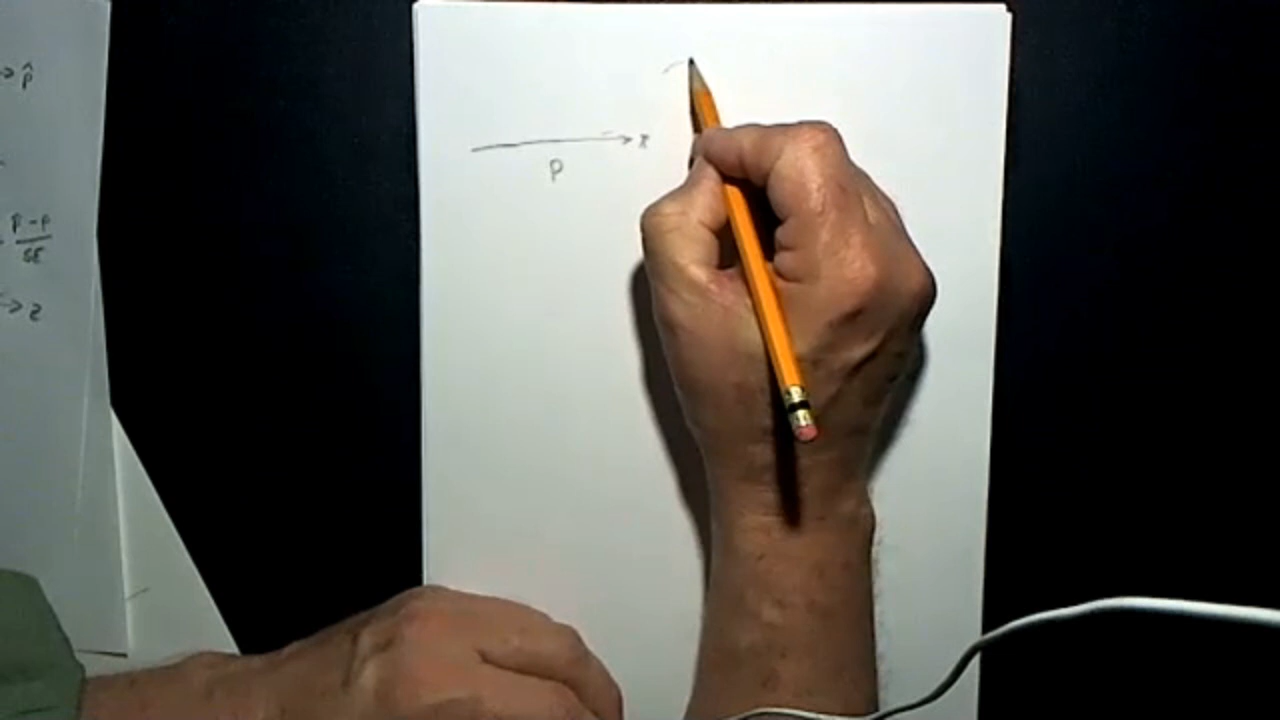 → p̂
p̂ - p
SE
→ z
→ x
p